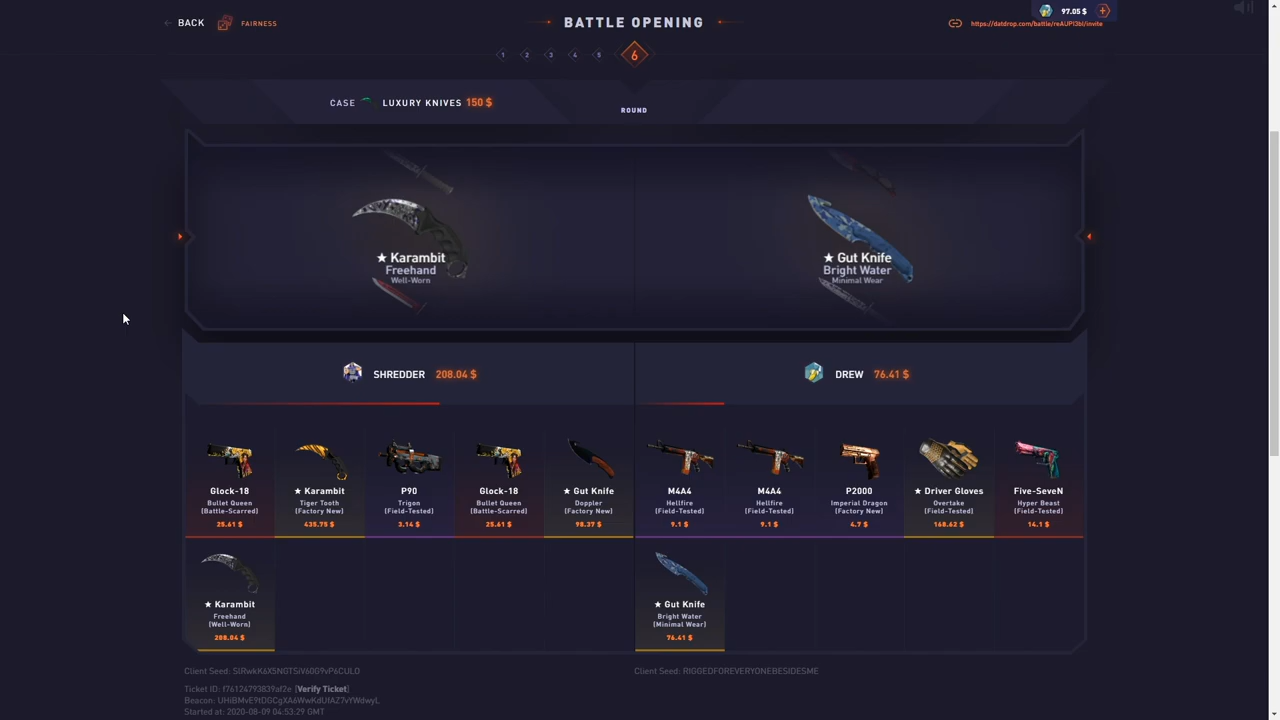 BACK
FAIRNESS
BATTLE OPENING
97.05 $
https://datdrop.com/battle/reAUPI3bI/invite
1 2 3 4 5 6
CASE LUXURY KNIVES 150 $
ROUND
★ Karambit
Freehand
Well-Worn
★ Gut Knife
Bright Water
Minimal Wear
SHREDDER 208.04 $
DREW 76.41 $
Glock-18
Bullet Queen
(Battle-Scarred)
25.61 $
★ Karambit
Tiger Tooth
(Factory New)
435.75 $
P90
Trigon
(Field-Tested)
3.14 $
Glock-18
Bullet Queen
(Battle-Scarred)
25.61 $
★ Gut Knife
Doppler
(Factory New)
98.37 $
M4A4
Hellfire
(Field-Tested)
9.1 $
M4A4
Hellfire
(Field-Tested)
9.1 $
P2000
Imperial Dragon
(Factory New)
4.7 $
★ Driver Gloves
Overtake
(Field-Tested)
168.62 $
Five-SeveN
Hyper Beast
(Field-Tested)
14.1 $
★ Karambit
Freehand
(Well-Worn)
208.04 $
★ Gut Knife
Bright Water
(Minimal Wear)
76.41 $
Client Seed:
Client Seed: RIGGEDFOREVERYONEBESIDESME
Ticket ID: f76124793839af2e [Verify Ticket]
Beacon:
Started at: 2020-08-09 04:53:29 GMT